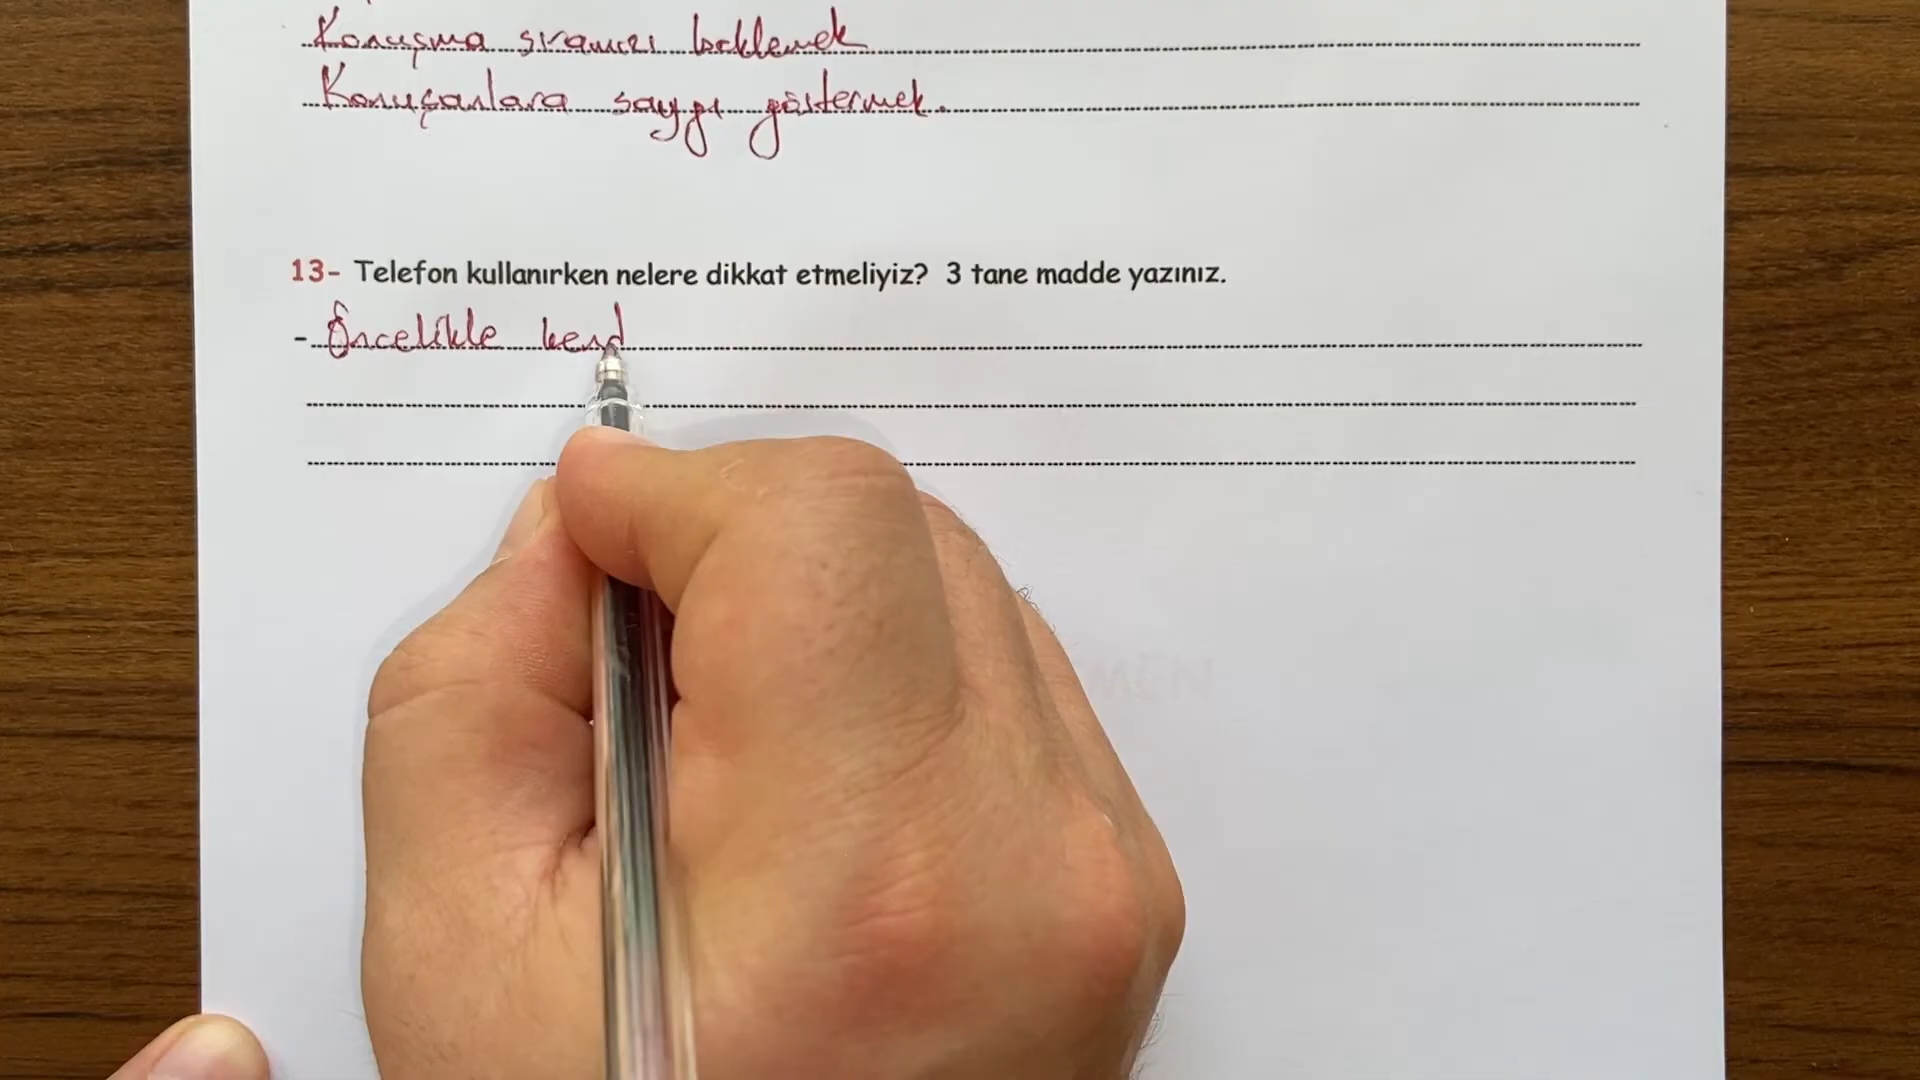 Konuşma sıramızı beklemek
Konuşanlara saygı göstermek.
13- Telefon kullanırken nelere dikkat etmeliyiz? 3 tane madde yazınız.
- Öncelikle kend